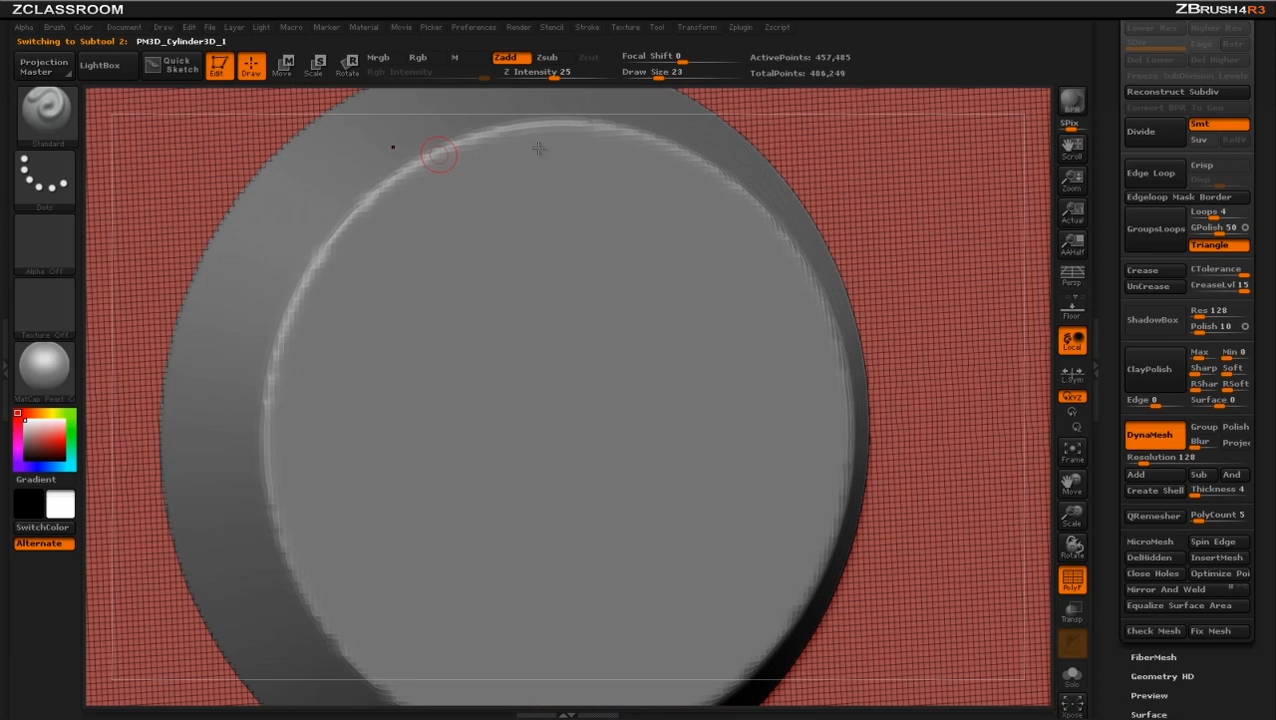 ZCLASSROOM
ZBRUSH4R3
Alpha Brush Color Document Draw Edit File Layer Light Macro Marker Material Movie Picker Preferences Render Stencil Stroke Texture Tool Transform Zplugin Zscript
Switching to Subtool 2: PM3D_Cylinder3D_1
Projection Master
LightBox
Quick Sketch
Edit
Draw
Move
Scale
Rotate
Mrgb Rgb M
Rgb Intensity
Zadd Zsub Zcut
Z Intensity 25
Focal Shift 0
Draw Size 23
ActivePoints: 457,485
TotalPoints: 486,249
Standard
Dots
Alpha Off
Texture Off
MatCap Pearl Ca
Gradient
SwitchColor
Alternate
BPR
SPix
Scroll
Zoom
Actual
AAHalf
Persp
Floor
Local
L.Sym
XYZ
Frame
Move
Scale
Rotate
PolyF
Transp
Solo
Xpose
Lower Res Higher Res
SDiv Cage Rstr
Del Lower Del Higher
Freeze SubDivision Levels
Reconstruct Subdiv
Convert BPR To Geo
Divide
Smt
Suv ReUV
Edge Loop
Crisp
Disp
Edgeloop Mask Border
GroupsLoops
Loops 4
GPolish 50
Triangle
Crease CTolerance
UnCrease CreaseLvl 15
ShadowBox
Res 128
Polish 10
ClayPolish
Max Min 0
Sharp Soft
RShar RSoft
Edge 0 Surface 0
DynaMesh
Group Polish
Blur Projec
Resolution 128
Add Sub And
Create Shell Thickness 4
QRemesher PolyCount 5
MicroMesh Spin Edge
DelHidden InsertMesh
Close Holes Optimize Poi
Mirror And Weld
Equalize Surface Area
Check Mesh Fix Mesh
FiberMesh
Geometry HD
Preview
Surface